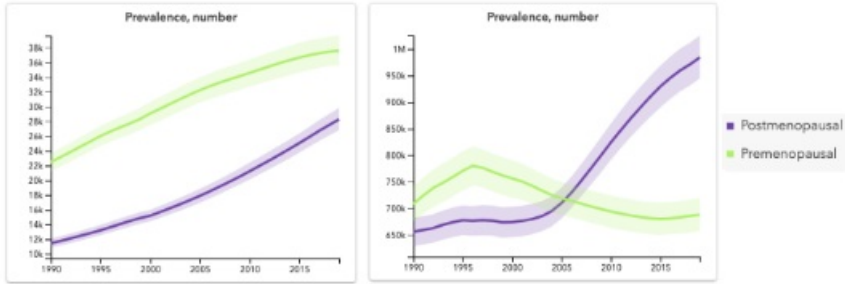 Prevalence, number
38k
36k
34k
32k
30k
28k
26k
24k
22k
20k
18k
16k
14k
12k
10k
1990 1995 2000 2005 2010 2015
Prevalence, number
1M
950k
900k
850k
800k
750k
700k
650k
1990 1995 2000 2005 2010 2015
Postmenopausal
Premenopausal